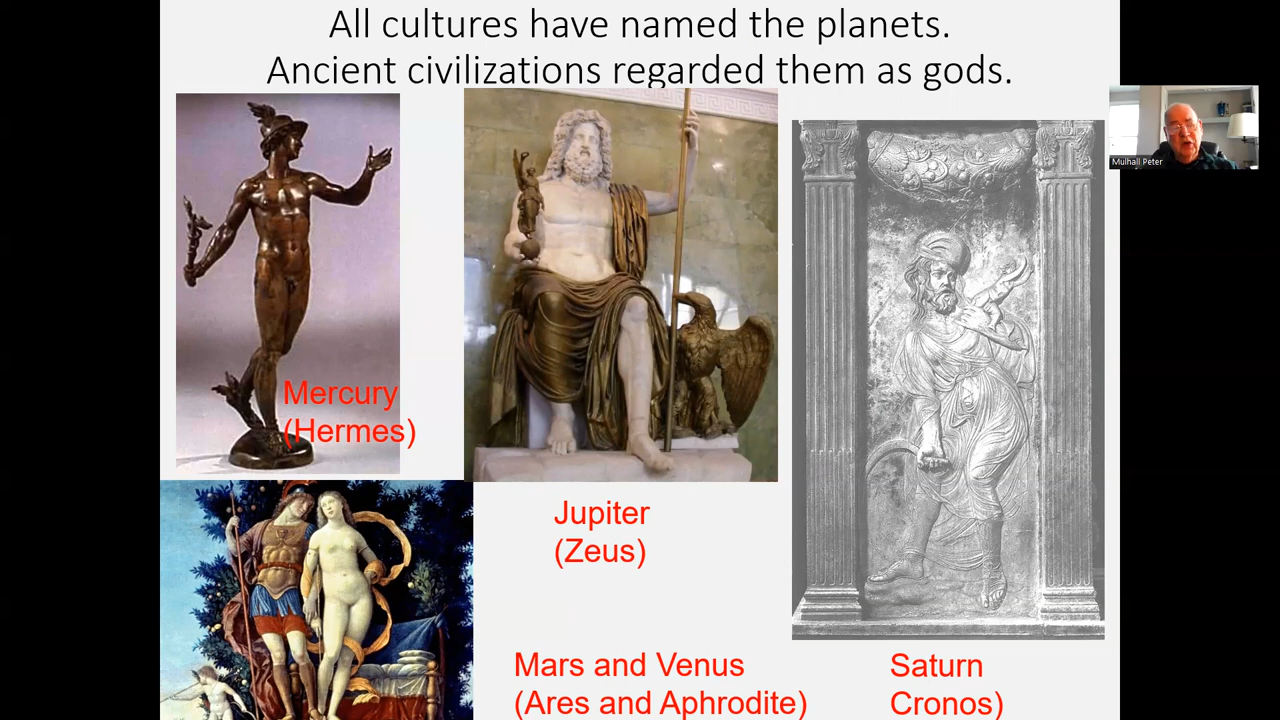 All cultures have named the planets.
Ancient civilizations regarded them as gods.
Mulhall Peter
Mercury
(Hermes)
Jupiter
(Zeus)
Mars and Venus
(Ares and Aphrodite)
Saturn
Cronos)